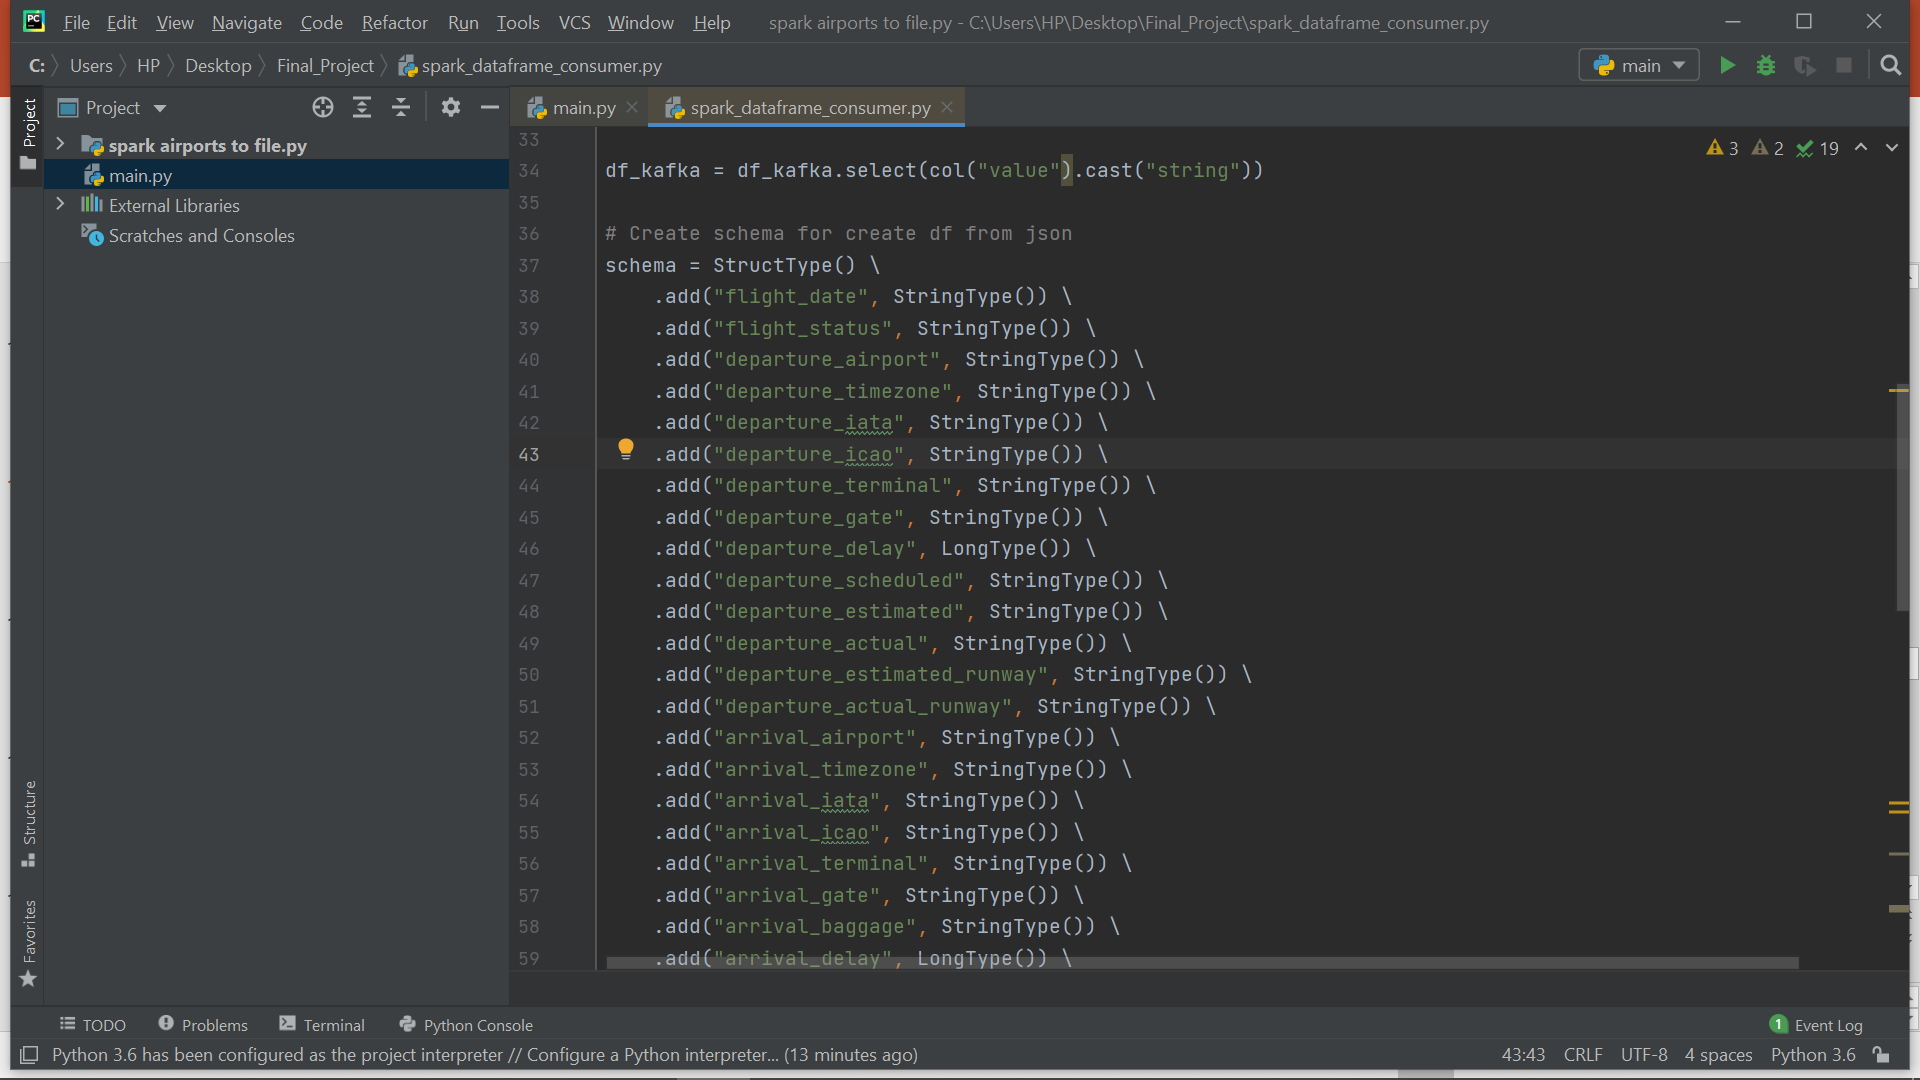 PC File Edit View Navigate Code Refactor Run Tools VCS Window Help spark airports to file.py - C:\Users\HP\Desktop\Final_Project\spark_dataframe_consumer.py
C: Users HP Desktop Final_Project spark_dataframe_consumer.py main
Project
Project
main.py spark_dataframe_consumer.py
spark airports to file.py
main.py
External Libraries
Scratches and Consoles
3 2 19
33
34 df_kafka = df_kafka.select(col("value").cast("string"))
35
36 # Create schema for create df from json
37 schema = StructType() \
38 .add("flight_date", StringType()) \
39 .add("flight_status", StringType()) \
40 .add("departure_airport", StringType()) \
41 .add("departure_timezone", StringType()) \
42 .add("departure_iata", StringType()) \
43 .add("departure_icao", StringType()) \
44 .add("departure_terminal", StringType()) \
45 .add("departure_gate", StringType()) \
46 .add("departure_delay", LongType()) \
47 .add("departure_scheduled", StringType()) \
48 .add("departure_estimated", StringType()) \
49 .add("departure_actual", StringType()) \
50 .add("departure_estimated_runway", StringType()) \
51 .add("departure_actual_runway", StringType()) \
52 .add("arrival_airport", StringType()) \
53 .add("arrival_timezone", StringType()) \
54 .add("arrival_iata", StringType()) \
55 .add("arrival_icao", StringType()) \
56 .add("arrival_terminal", StringType()) \
57 .add("arrival_gate", StringType()) \
58 .add("arrival_baggage", StringType()) \
59 .add("arrival_delay", LongType()) \
Structure
Favorites
TODO Problems Terminal Python Console 1 Event Log
Python 3.6 has been configured as the project interpreter // Configure a Python interpreter... (13 minutes ago) 43:43 CRLF UTF-8 4 spaces Python 3.6